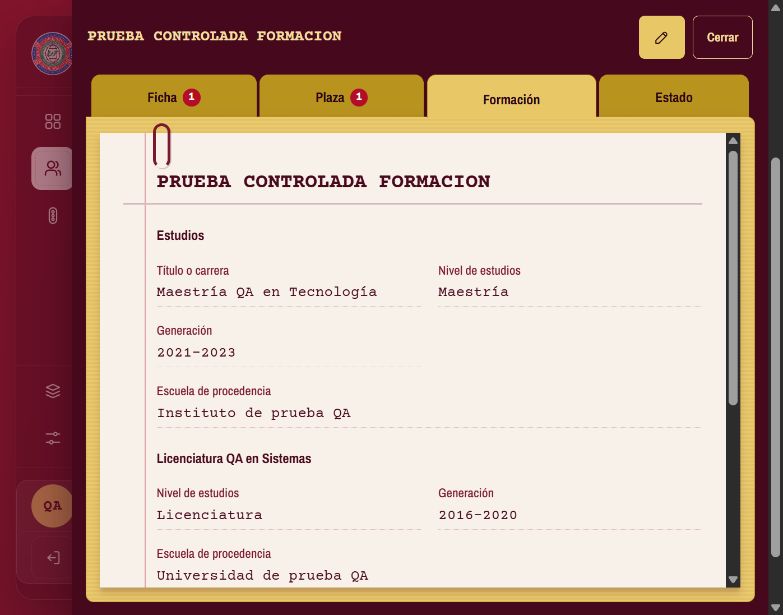 PRUEBA CONTROLADA FORMACION
Cerrar
Ficha 1
Plaza 1
Formación
Estado
PRUEBA CONTROLADA FORMACION
Estudios
Título o carrera
Maestría QA en Tecnología
Nivel de estudios
Maestría
Generación
2021-2023
Escuela de procedencia
Instituto de prueba QA
Licenciatura QA en Sistemas
Nivel de estudios
Licenciatura
Generación
2016-2020
Escuela de procedencia
Universidad de prueba QA
QA